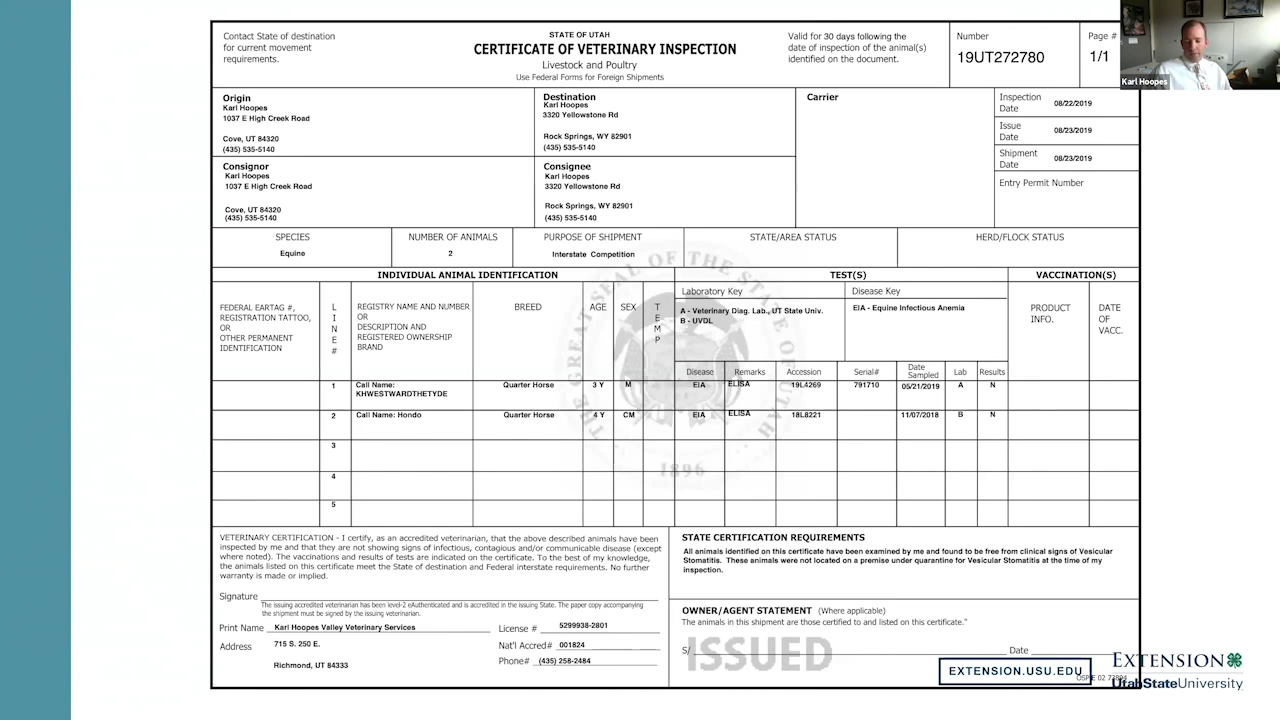 Contact State of destination
for current movement
requirements.
STATE OF UTAH
CERTIFICATE OF VETERINARY INSPECTION
Livestock and Poultry
Use Federal Forms for Foreign Shipments
Valid for 30 days following the
date of inspection of the animal(s)
identified on the document.
Number
19UT272780
Page #
1/1
Karl Hoopes
Origin
Karl Hoopes
1037 E High Creek Road
Cove, UT 84320
(435) 535-5140
Destination
Karl Hoopes
3320 Yellowstone Rd
Rock Springs, WY 82901
(435) 535-5140
Carrier
Inspection
Date
08/22/2019
Issue
Date
08/23/2019
Shipment
Date
08/23/2019
Entry Permit Number
Consignor
Karl Hoopes
1037 E High Creek Road
Cove, UT 84320
(435) 535-5140
Consignee
Karl Hoopes
3320 Yellowstone Rd
Rock Springs, WY 82901
(435) 535-5140
SPECIES
Equine
NUMBER OF ANIMALS
2
PURPOSE OF SHIPMENT
Interstate Competition
STATE/AREA STATUS
HERD/FLOCK STATUS
INDIVIDUAL ANIMAL IDENTIFICATION
TEST(S)
VACCINATION(S)
FEDERAL EARTAG #,
REGISTRATION TATTOO,
OR
OTHER PERMANENT
IDENTIFICATION
LINE#
REGISTRY NAME AND NUMBER
OR
DESCRIPTION AND
REGISTERED OWNERSHIP
BRAND
BREED
AGE
SEX
TEMP
Laboratory Key
A - Veterinary Diag. Lab., UT State Univ.
B - UVDL
Disease Key
EIA - Equine Infectious Anemia
PRODUCT
INFO.
DATE
OF
VACC.
Disease Remarks Accession Serial# Date Sampled Lab Results
1 Call Name: KHWESTWARDTHETYDE Quarter Horse 3 Y M EIA ELISA 19L4269 791710 05/21/2019 A N
2 Call Name: Hondo Quarter Horse 4 Y CM EIA ELISA 18L8221 11/07/2018 B N
3
4
5
THE GREAT SEAL OF THE STATE OF UTAH
1896
VETERINARY CERTIFICATION - I certify, as an accredited veterinarian, that the above described animals have been
inspected by me and that they are not showing signs of infectious, contagious and/or communicable disease (except
where noted). The vaccinations and results of tests are indicated on the certificate. To the best of my knowledge,
the animals listed on this certificate meet the State of destination and Federal interstate requirements. No further
warranty is made or implied.
Signature
The issuing accredited veterinarian has been level-2 eAuthenticated and is accredited in the issuing State. The paper copy accompanying
the shipment must be signed by the issuing veterinarian.
Print Name Karl Hoopes Valley Veterinary Services
License # 5299938-2801
Address 715 S. 250 E.
Nat'l Accred# 001824
Richmond, UT 84333
Phone# (435) 258-2484
STATE CERTIFICATION REQUIREMENTS
All animals identified on this certificate have been examined by me and found to be free from clinical signs of Vesicular
Stomatitis. These animals were not located on a premise under quarantine for Vesicular Stomatitis at the time of my
inspection.
OWNER/AGENT STATEMENT (Where applicable)
The animals in this shipment are those certified to and listed on this certificate."
S/
ISSUED
Date
EXTENSION.USU.EDU
EXTENSION
UtahStateUniversity